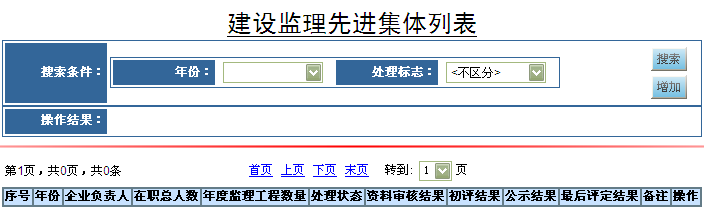 建设监理先进集体列表
搜索条件： 年份： 处理标志： <不区分> 搜索
增加
操作结果：
第1页，共0页，共0条 首页 上页 下页 末页 转到: 1 页
序号 年份 企业负责人 在职总人数 年度监理工程数量 处理状态 资料审核结果 初评结果 公示结果 最后评定结果 备注 操作